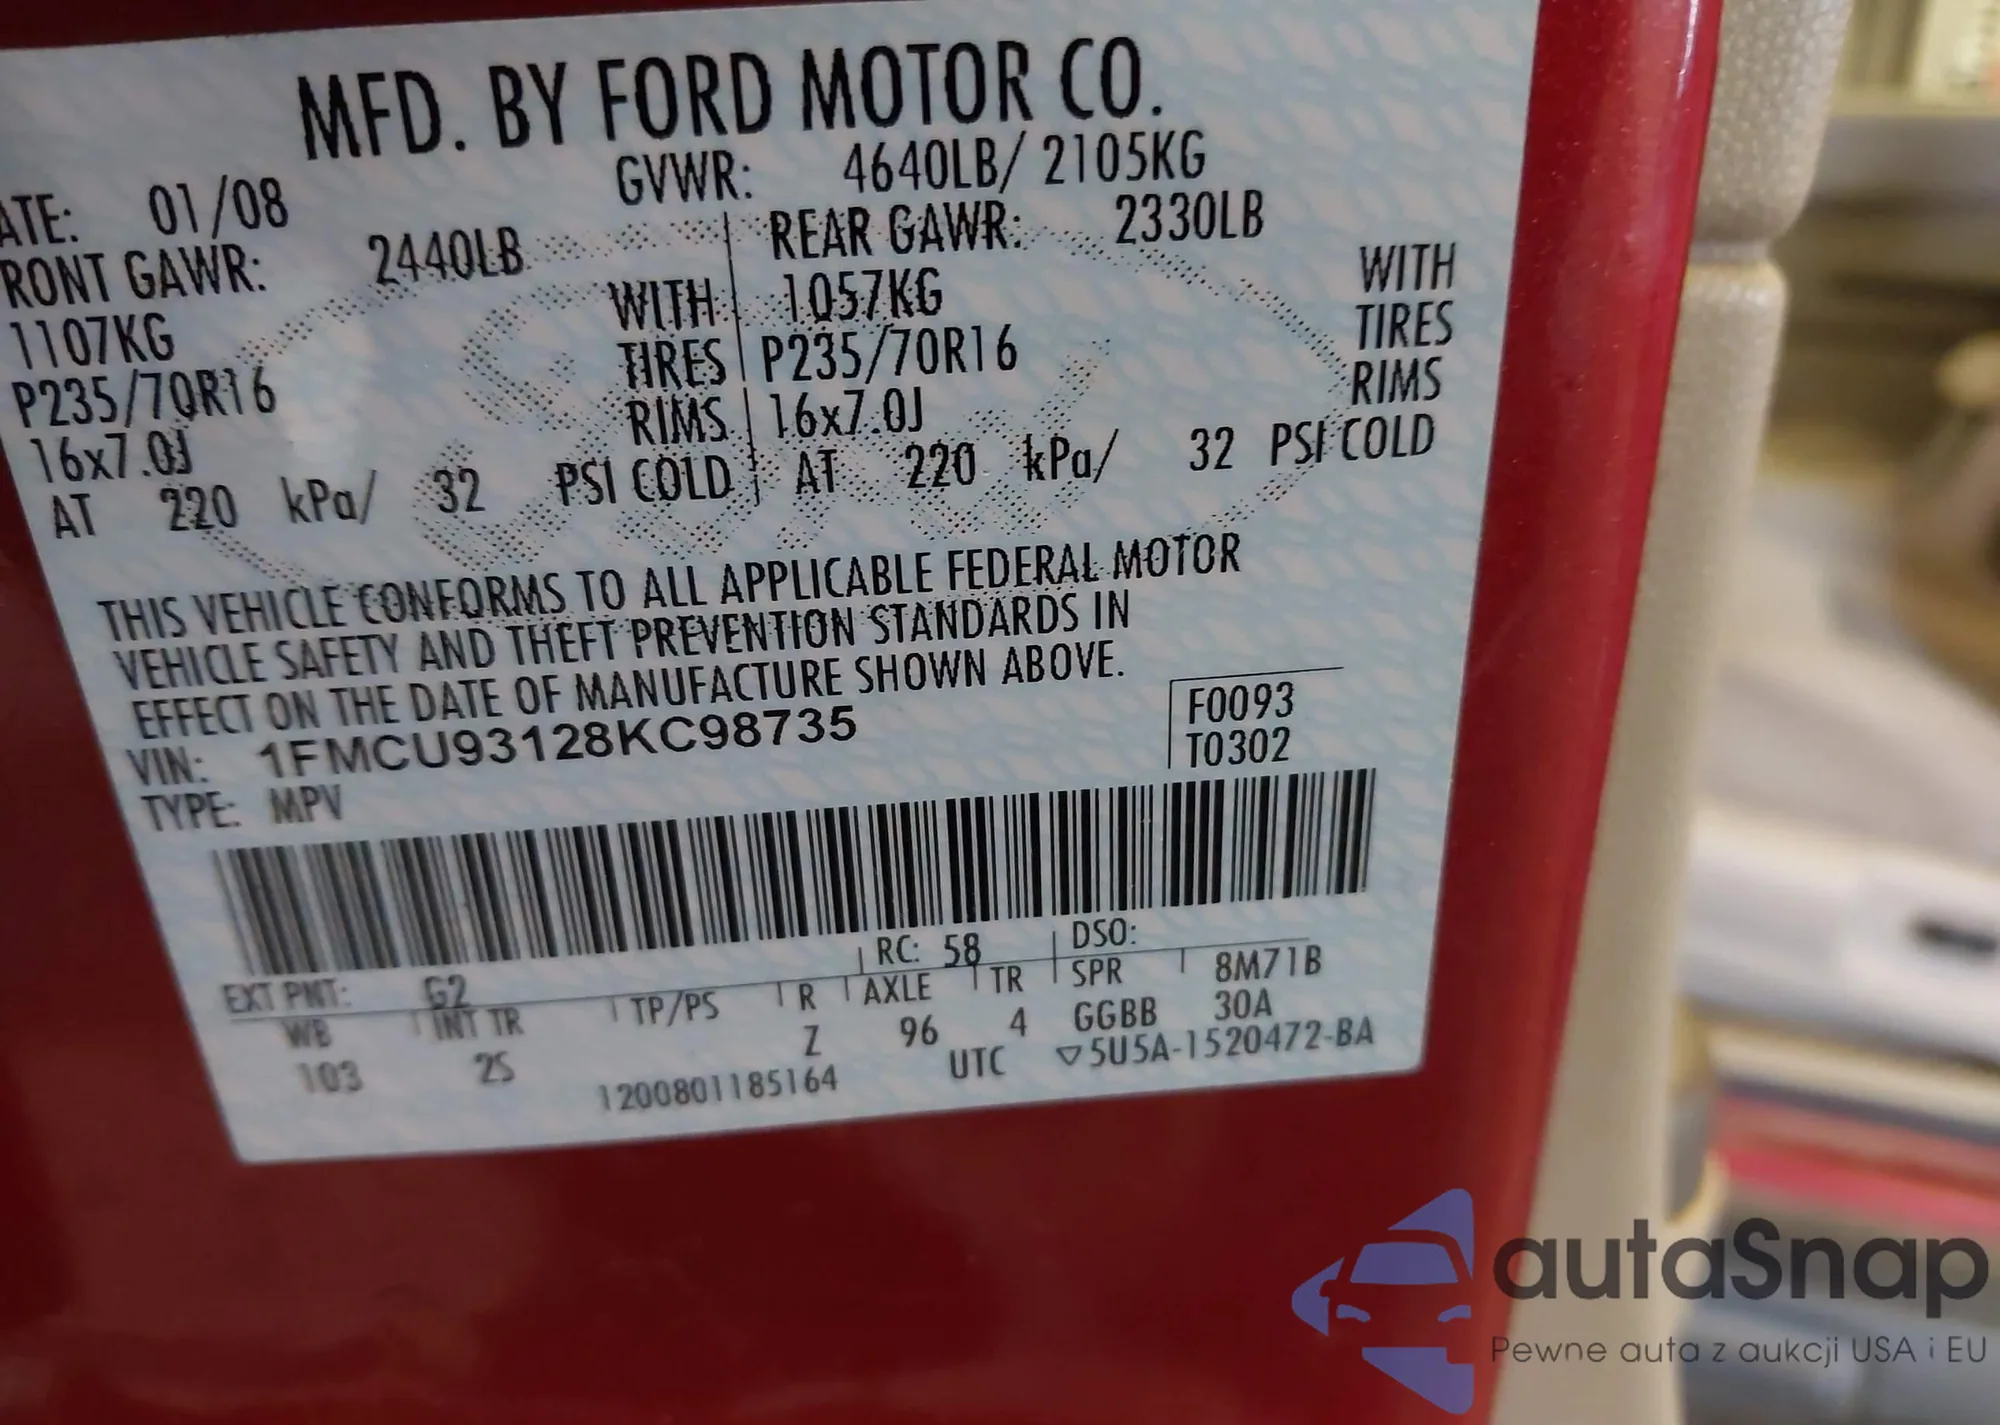 MFD. BY FORD MOTOR CO.
ATE: 01/08 GVWR: 4640LB/ 2105KG
RONT GAWR: 2440LB REAR GAWR: 2330LB
1107KG WITH 1057KG WITH
P235/70R16 TIRES P235/70R16 TIRES
16x7.0J RIMS 16x7.0J RIMS
AT 220 kPa/ 32 PSI COLD AT 220 kPa/ 32 PSI COLD
THIS VEHICLE CONFORMS TO ALL APPLICABLE FEDERAL MOTOR
VEHICLE SAFETY AND THEFT PREVENTION STANDARDS IN
EFFECT ON THE DATE OF MANUFACTURE SHOWN ABOVE.
VIN: 1FMCU93128KC98735 F0093
TYPE: MPV T0302
EXT PNT: G2 RC: 58 DSO:
WB INT TR TP/PS R AXLE TR SPR 8M71B
103 2S Z 96 4 GGBB 30A
1200801185164 UTC ▽5U5A-1520472-BA
autaSnap
Pewne auta z aukcji USA i EU